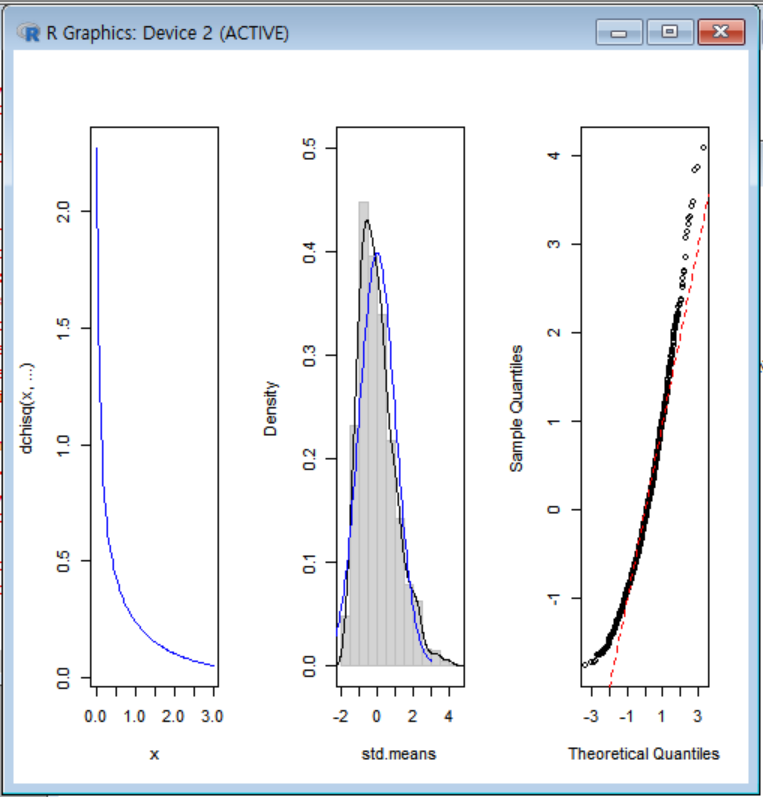 R Graphics: Device 2 (ACTIVE)
dchisq(x, ...)
0.0 0.5 1.0 1.5 2.0
0.0 1.0 2.0 3.0
x
Density
0.0 0.1 0.2 0.3 0.4 0.5
-2 0 2 4
std.means
Sample Quantiles
-1 0 1 2 3 4
-3 -1 1 3
Theoretical Quantiles